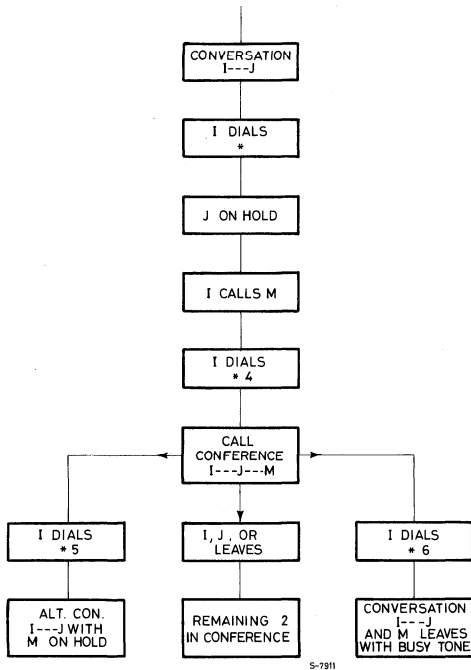 CONVERSATION
I---J
I DIALS
*
J ON HOLD
I CALLS M
I DIALS
* 4
CALL
CONFERENCE
I---J---M
I DIALS
* 5
I, J, OR
LEAVES
I DIALS
* 6
ALT. CON.
I---J WITH
M ON HOLD
REMAINING 2
IN CONFERENCE
CONVERSATION
I---J
AND M LEAVES
WITH BUSY TONE
S-7911